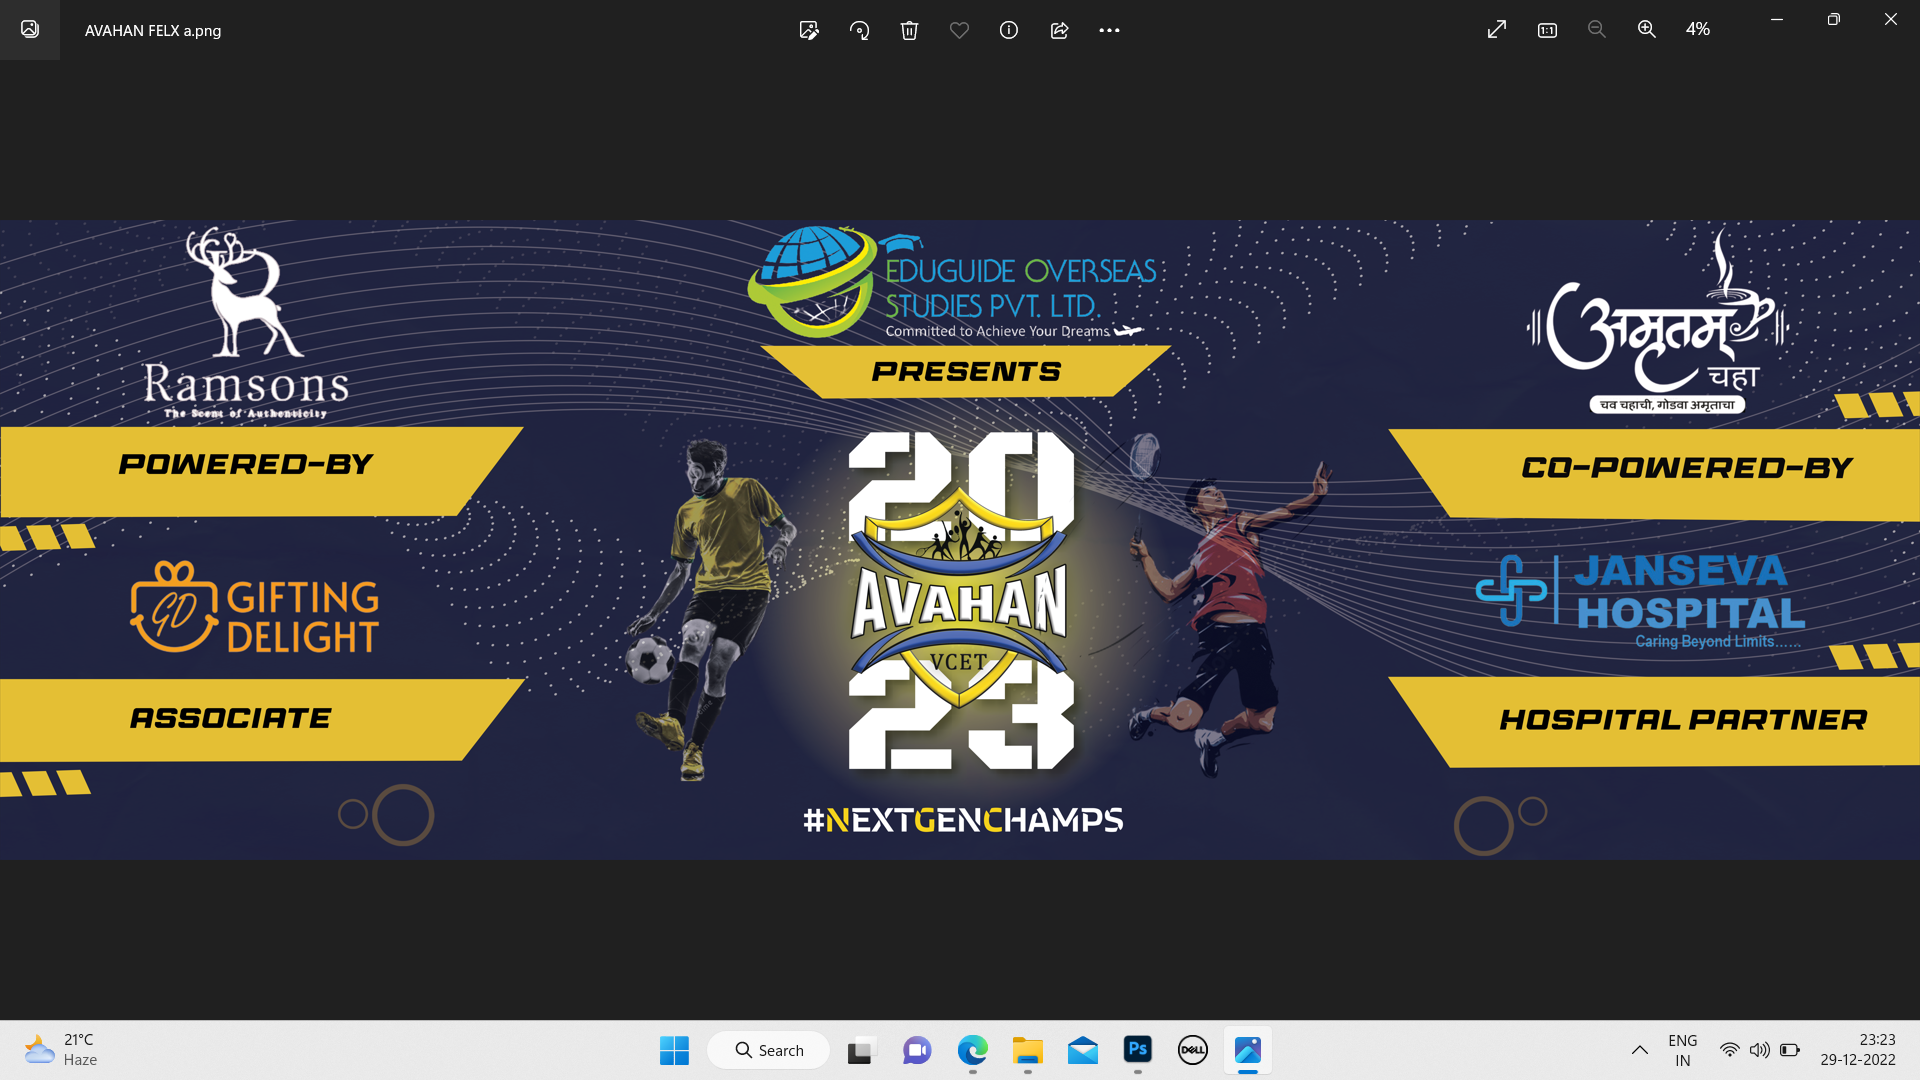 AVAHAN FELX a.png
4%
EDUGUIDE OVERSEAS
STUDIES PVT. LTD.
Committed to Achieve Your Dreams
PRESENTS
Ramsons
The Scent of Authenticity
POWERED-BY
अमृततम्
चहा
चव चहाची, गोडवा अमृताचा
CO-POWERED-BY
GD
GIFTING
DELIGHT
ASSOCIATE
20
AVAHAN
VCET
23
JANSEVA
HOSPITAL
Caring Beyond Limits......
HOSPITAL PARTNER
#NEXTGENCHAMPS
21°C
Haze
Search
Ps
DELL
ENG
IN
23:23
29-12-2022